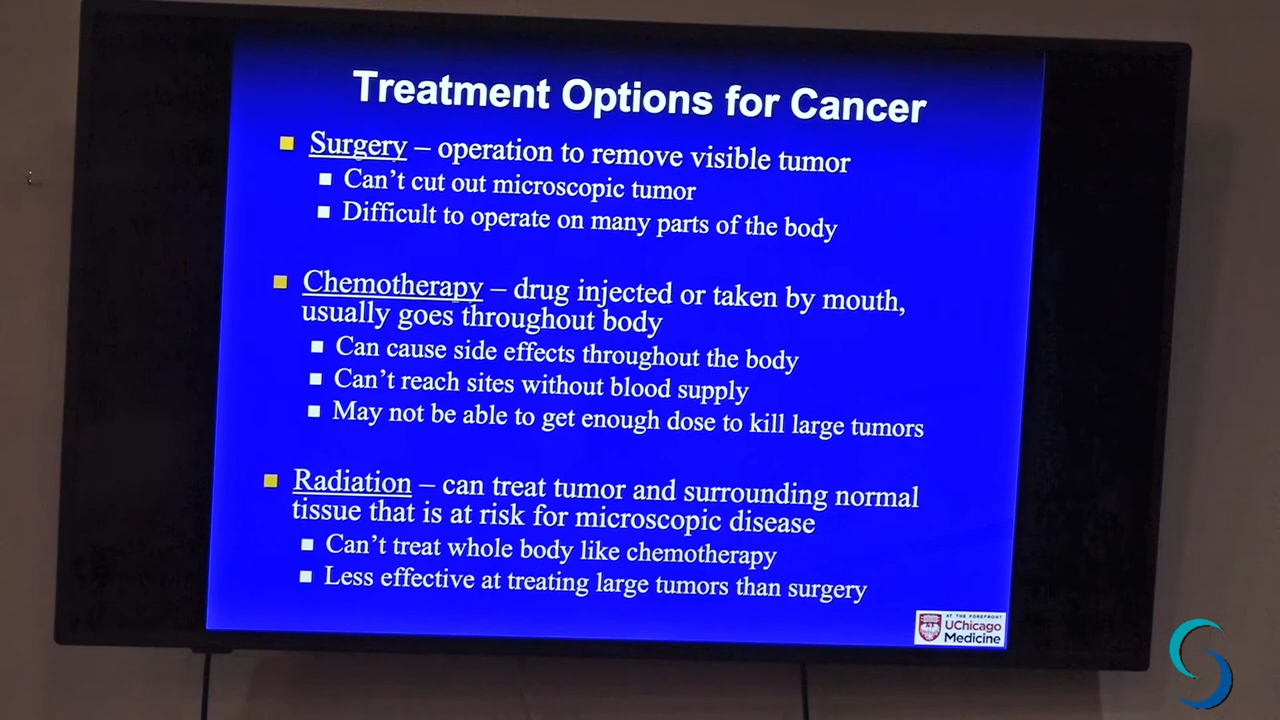 Treatment Options for Cancer
Surgery – operation to remove visible tumor
Can't cut out microscopic tumor
Difficult to operate on many parts of the body
Chemotherapy – drug injected or taken by mouth,
usually goes throughout body
Can cause side effects throughout the body
Can't reach sites without blood supply
May not be able to get enough dose to kill large tumors
Radiation – can treat tumor and surrounding normal
tissue that is at risk for microscopic disease
Can't treat whole body like chemotherapy
Less effective at treating large tumors than surgery
AT THE FOREFRONT
UChicago
Medicine